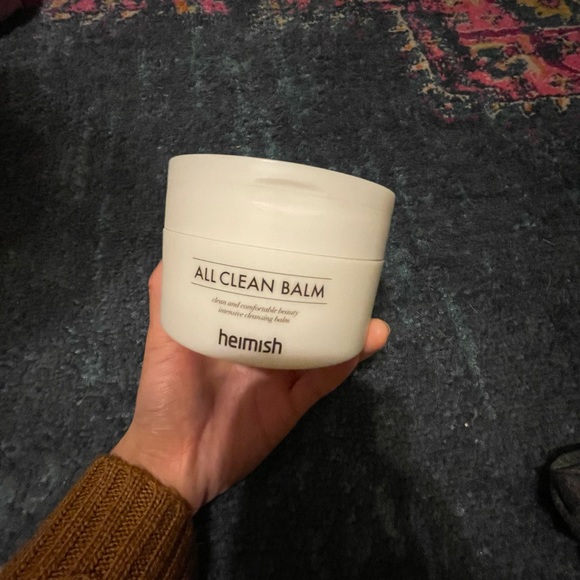 ALL CLEAN BALM
clean and comfortable beauty
intensive cleansing balm
heimish